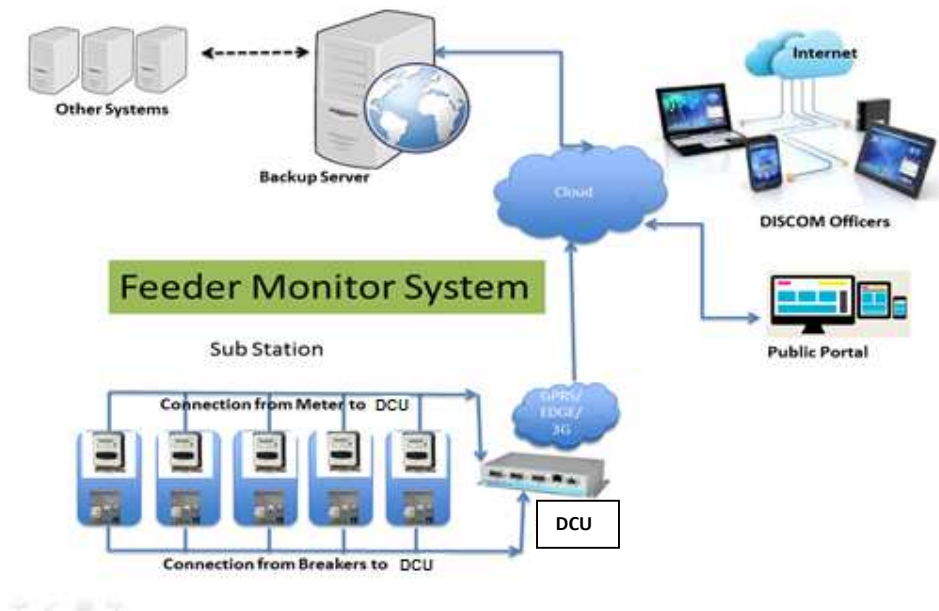 Other Systems
Backup Server
Internet
Cloud
DISCOM Officers
Feeder Monitor System
Public Portal
Sub Station
Connection from Meter to DCU
GPRS/
EDGE/
3G
DCU
Connection from Breakers to DCU